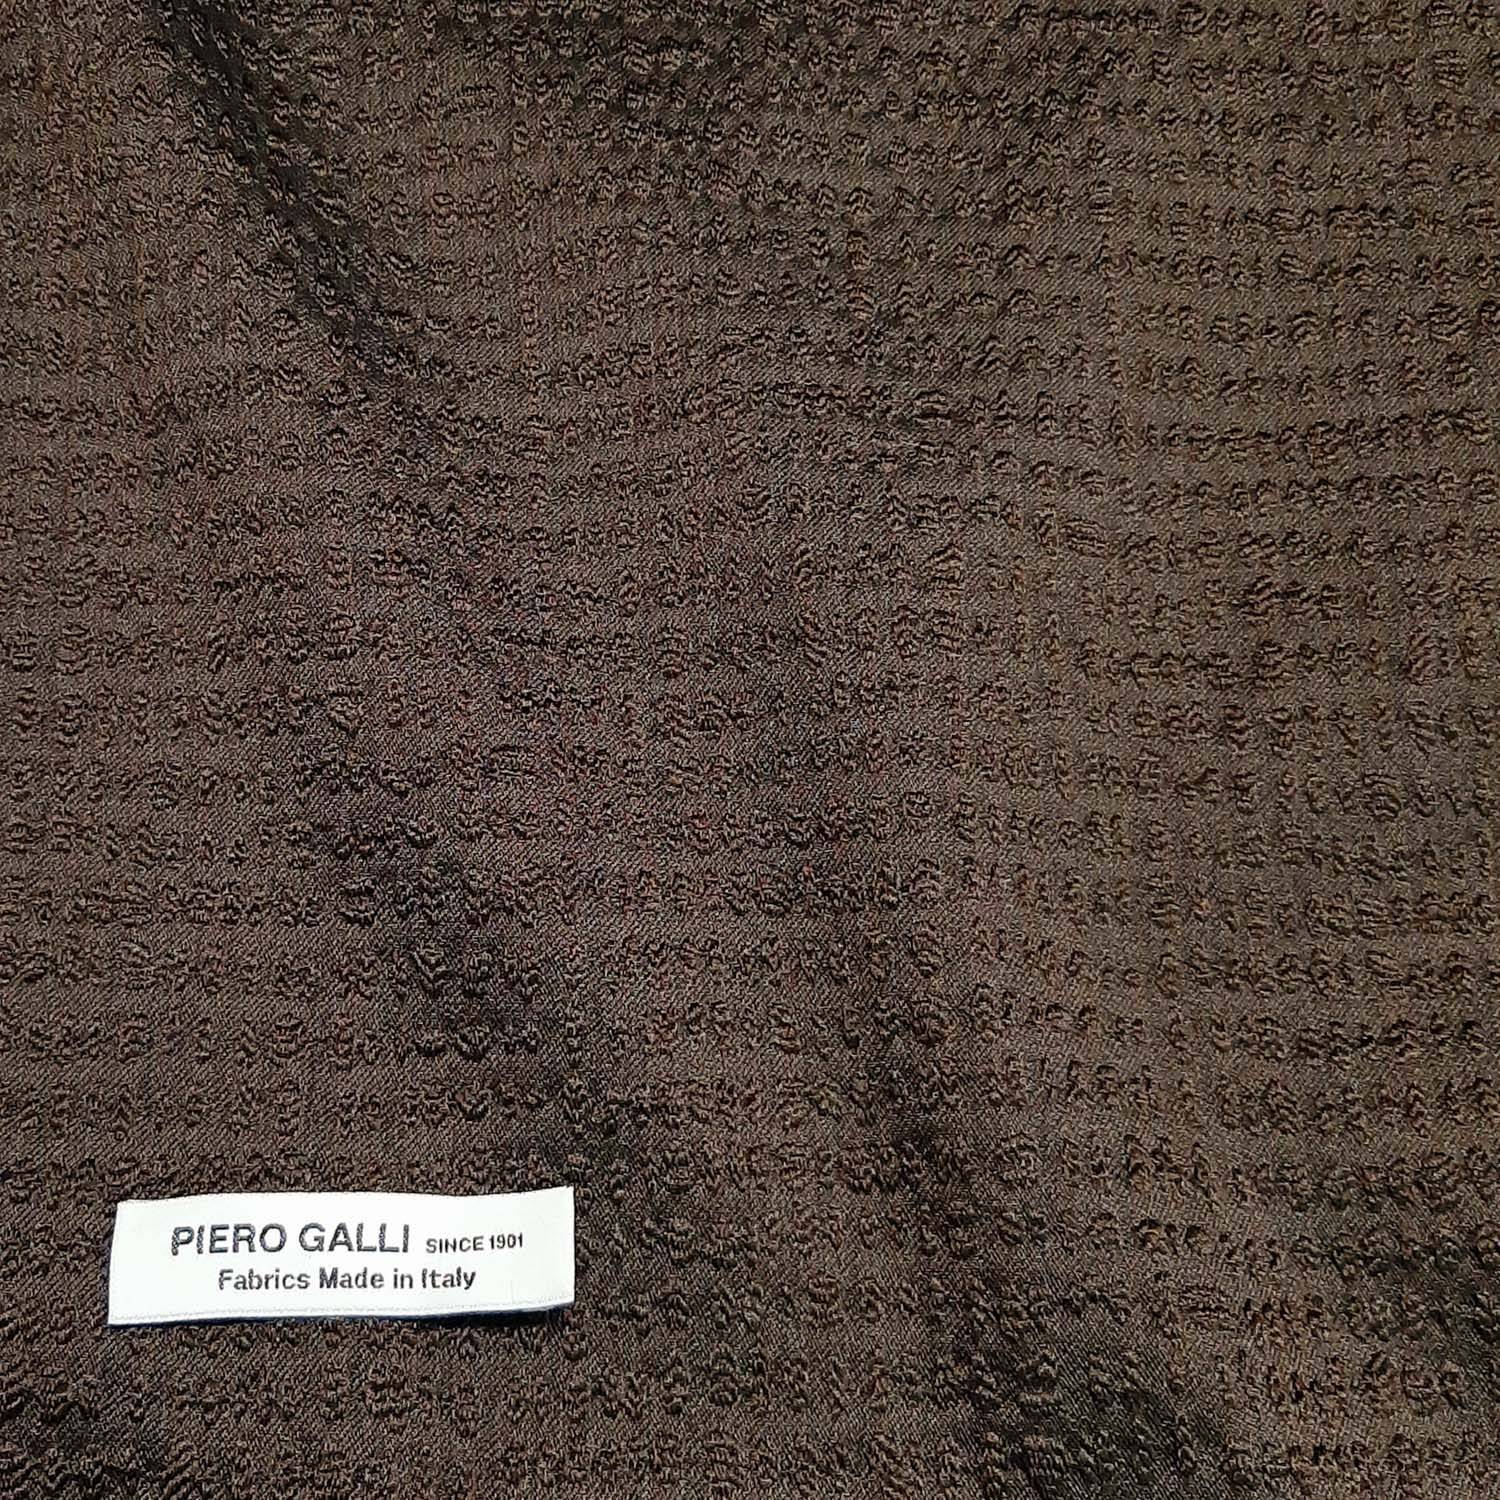 PIERO GALLI SINCE 1901
Fabrics Made in Italy